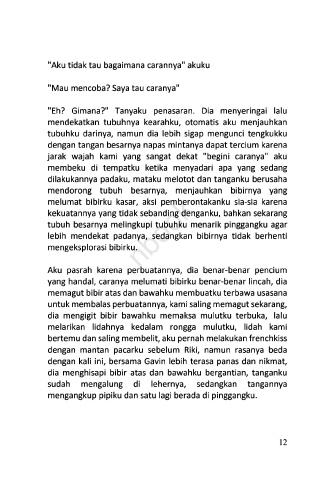 "Aku tidak tau bagaimana carannya" akuku
"Mau mencoba? Saya tau caranya"
"Eh? Gimana?" Tanyaku penasaran. Dia menyeringai lalu
mendekatkan tubuhnya kearahku, otomatis aku menjauhkan
tubuhku darinya, namun dia lebih sigap mengunci tengkukku
dengan tangan besarnya napas mintanya dapat tercium karena
jarak wajah kami yang sangat dekat "begini caranya" aku
membeku di tempatku ketika menyadari apa yang sedang
dilakukannya padaku, mataku melotot dan tanganku berusaha
mendorong tubuh besarnya, menjauhkan bibirnya yang
melumat bibirku kasar, aksi pemberontakanku sia-sia karena
kekuatannya yang tidak sebanding denganku, bahkan sekarang
tubuh besarnya melingkupi tubuhku menarik pinggangku agar
lebih mendekat padanya, sedangkan bibirnya tidak berhenti
mengeksplorasi bibirku.
Aku pasrah karena perbuatannya, dia benar-benar pencium
yang handal, caranya melumati bibirku benar-benar lincah, dia
memagut bibir atas dan bawahku membuatku terbawa usasana
untuk membalas perbuatannya, kami saling memagut sekarang,
dia mengigit bibir bawahku memaksa mulutku terbuka, lalu
melarikan lidahnya kedalam rongga mulutku, lidah kami
bertemu dan saling membelit, aku pernah melakukan frenchkiss
dengan mantan pacarku sebelum Riki, namun rasanya beda
dengan kali ini, bersama Gavin lebih terasa panas dan nikmat,
dia menghisapi bibir atas dan bawahku bergantian, tanganku
sudah mengalung di lehernya, sedangkan tangannya
mengangkup pipiku dan satu lagi berada di pinggangku.
12